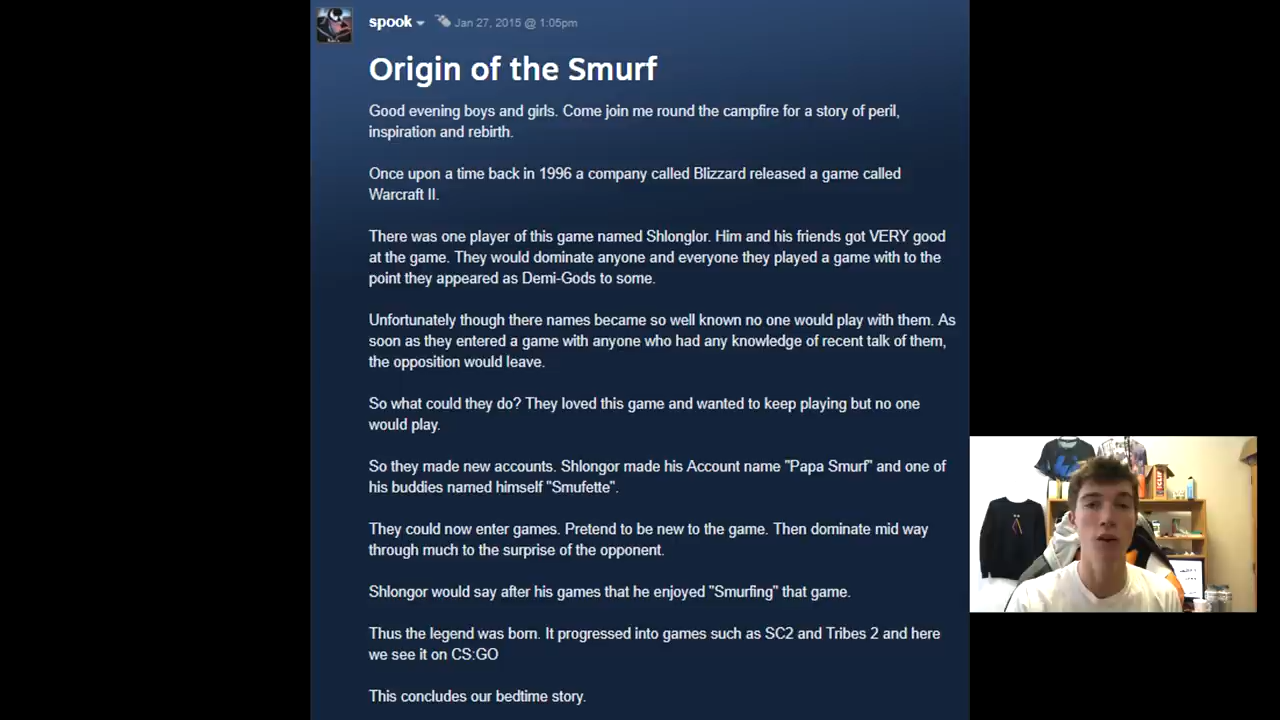 spook Jan 27, 2015 @ 1:05pm
Origin of the Smurf
Good evening boys and girls. Come join me round the campfire for a story of peril,
inspiration and rebirth.
Once upon a time back in 1996 a company called Blizzard released a game called
Warcraft II.
There was one player of this game named Shlonglor. Him and his friends got VERY good
at the game. They would dominate anyone and everyone they played a game with to the
point they appeared as Demi-Gods to some.
Unfortunately though there names became so well known no one would play with them. As
soon as they entered a game with anyone who had any knowledge of recent talk of them,
the opposition would leave.
So what could they do? They loved this game and wanted to keep playing but no one
would play.
So they made new accounts. Shlongor made his Account name "Papa Smurf" and one of
his buddies named himself "Smufette".
They could now enter games. Pretend to be new to the game. Then dominate mid way
through much to the surprise of the opponent.
Shlongor would say after his games that he enjoyed "Smurfing" that game.
Thus the legend was born. It progressed into games such as SC2 and Tribes 2 and here
we see it on CS:GO
This concludes our bedtime story.